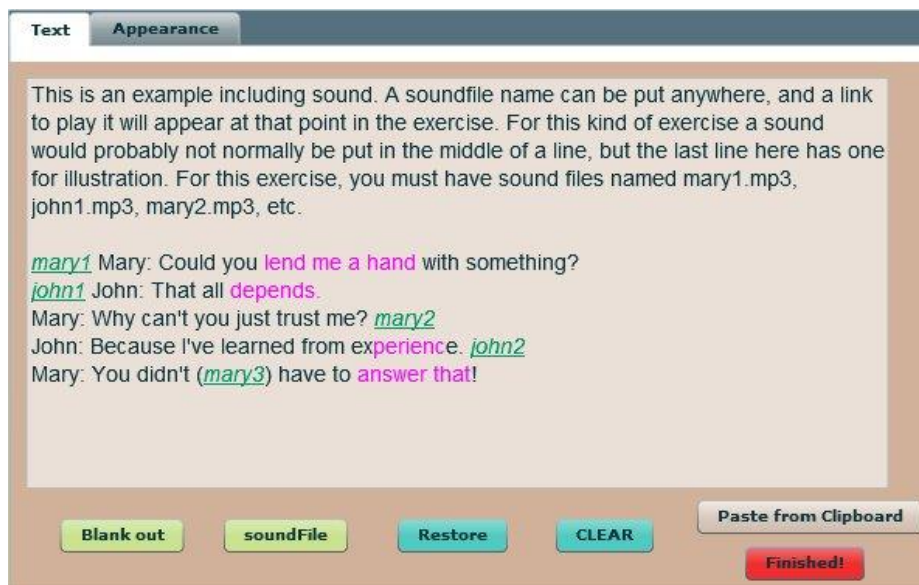 Text Appearance
This is an example including sound. A soundfile name can be put anywhere, and a link
to play it will appear at that point in the exercise. For this kind of exercise a sound
would probably not normally be put in the middle of a line, but the last line here has one
for illustration. For this exercise, you must have sound files named mary1.mp3,
john1.mp3, mary2.mp3, etc.
mary1 Mary: Could you lend me a hand with something?
john1 John: That all depends.
Mary: Why can't you just trust me? mary2
John: Because I've learned from experience. john2
Mary: You didn't (mary3) have to answer that!
Blank out soundFile Restore CLEAR Paste from Clipboard
Finished!